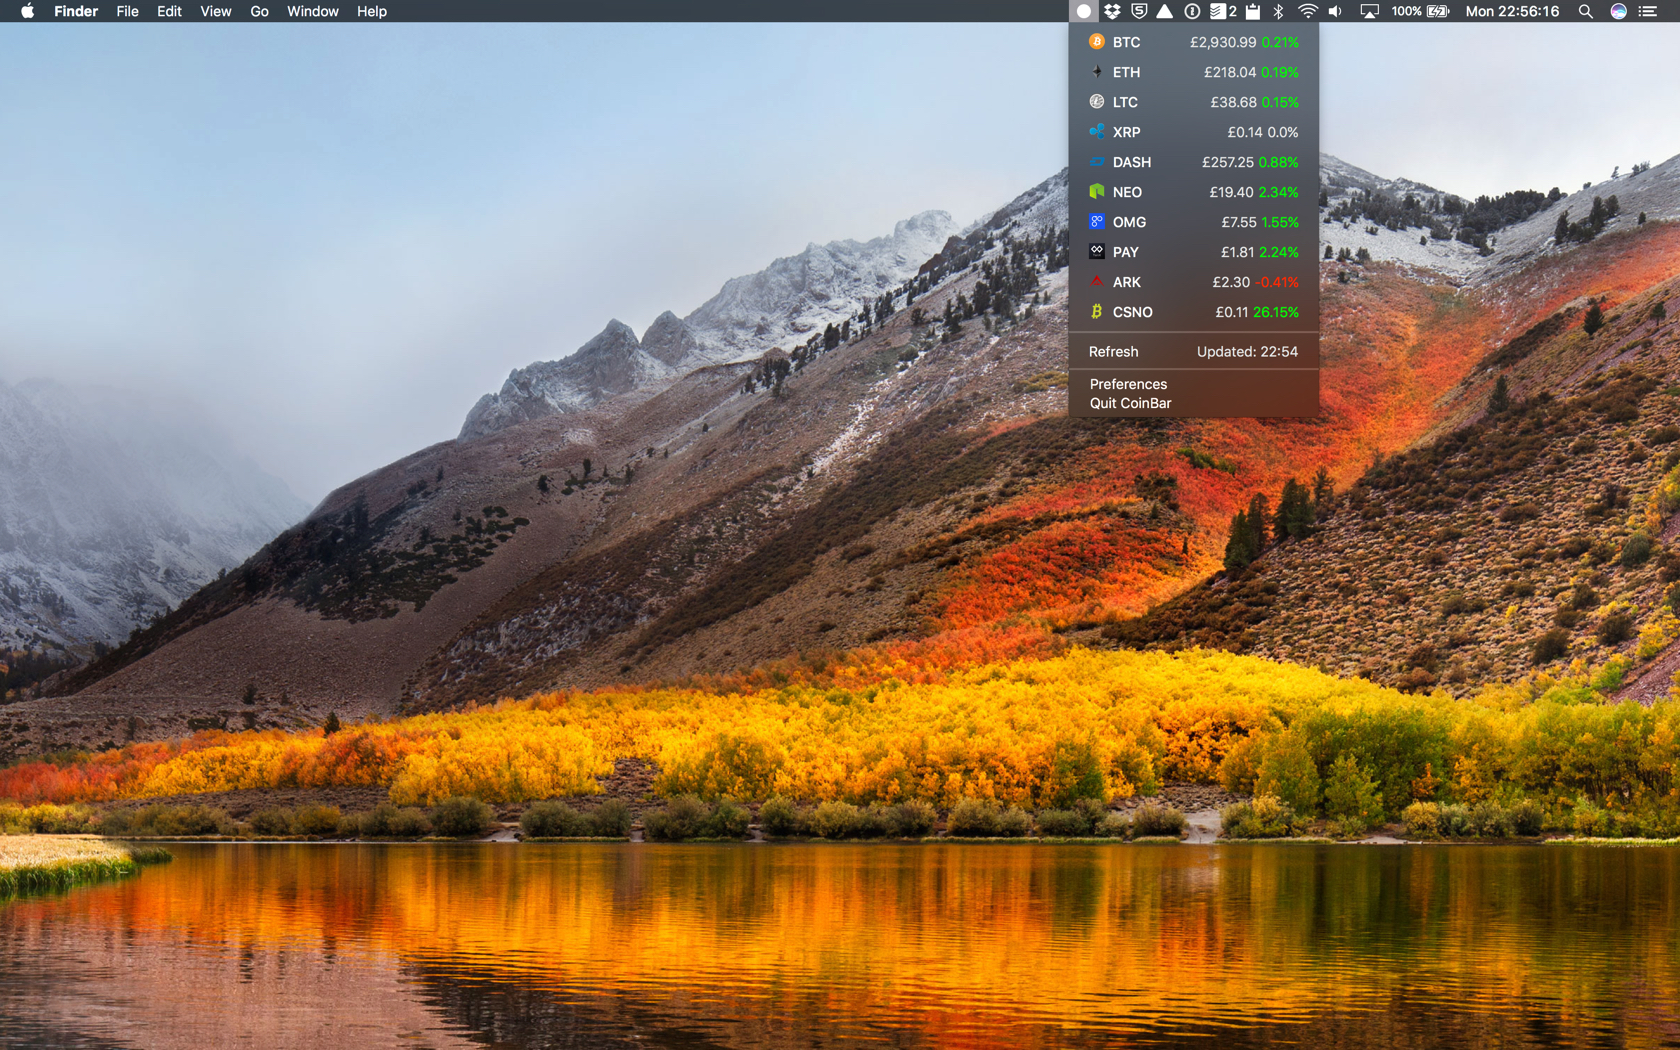 Finder File Edit View Go Window Help 2 100% Mon 22:56:16
BTC £2,930.99 0.21%
ETH £218.04 0.19%
LTC £38.68 0.15%
XRP £0.14 0.0%
DASH £257.25 0.88%
NEO £19.40 2.34%
OMG £7.55 1.55%
PAY £1.81 2.24%
ARK £2.30 -0.41%
CSNO £0.11 26.15%
Refresh Updated: 22:54
Preferences
Quit CoinBar